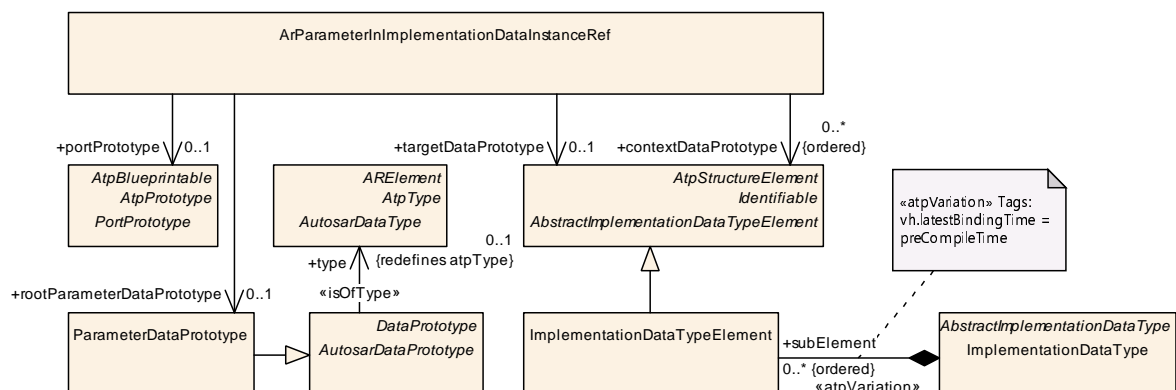 ArParameterInImplementationDataInstanceRef
+portPrototype 0..1
+targetDataPrototype 0..1
+contextDataPrototype
0..*
{ordered}
AtpBlueprintable
AtpPrototype
PortPrototype
ARElement
AtpType
AutosarDataType
AtpStructureElement
Identifiable
AbstractImplementationDataTypeElement
«atpVariation» Tags:
vh.latestBindingTime =
preCompileTime
+type
0..1
{redefines atpType}
«isOfType»
+rootParameterDataPrototype 0..1
ParameterDataPrototype
DataPrototype
AutosarDataPrototype
ImplementationDataTypeElement
+subElement
0..* {ordered}
«atpVariation»
AbstractImplementationDataType
ImplementationDataType